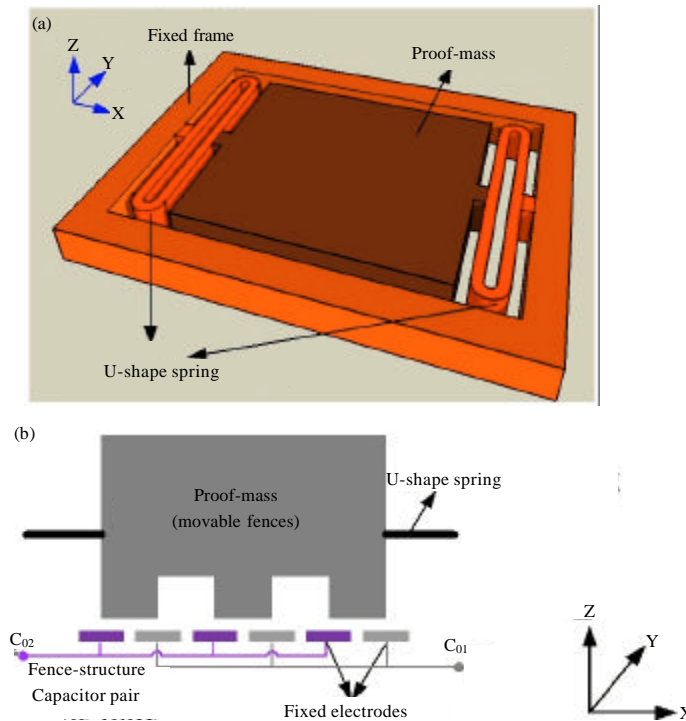 (a)
Fixed frame
Proof-mass
Z
Y
X
U-shape spring
(b)
U-shape spring
Proof-mass
(movable fences)
C02
C01
Fence-structure
Capacitor pair
Fixed electrodes
Z
Y
X